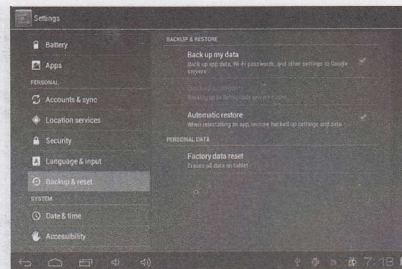 Settings
Battery
Apps
PERSONAL
Accounts & sync
Location services
Security
Language & input
Backup & reset
SYSTEM
Date & time
Accessibility
BACKUP & RESTORE
Back up my data
Back up app data, Wi-Fi passwords, and other settings to Google
servers
Automatic restore
When reinstalling an app, restore backed up settings and data
PERSONAL DATA
Factory data reset
Erases all data on tablet
7:18